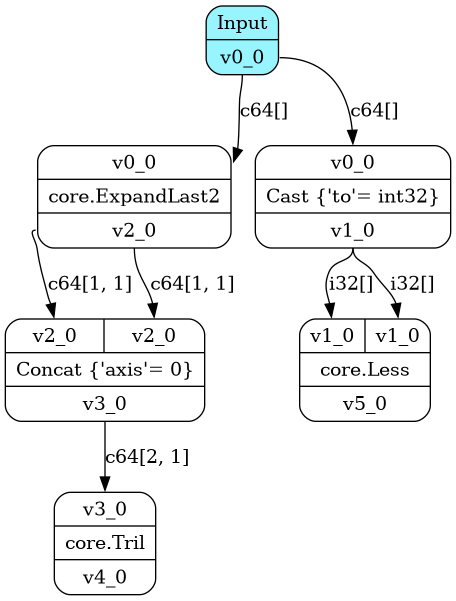 Input
v0_0
c64[]
c64[]
v0_0
core.ExpandLast2
v2_0
v0_0
Cast {'to'= int32}
v1_0
c64[1, 1]
c64[1, 1]
i32[]
i32[]
v2_0 v2_0
Concat {'axis'= 0}
v3_0
v1_0 v1_0
core.Less
v5_0
c64[2, 1]
v3_0
core.Tril
v4_0